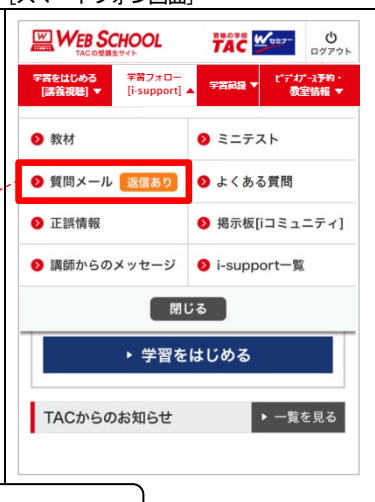 [スマートフォン画面]
WEB SCHOOL
TACの受講生サイト
資格の学校
TAC Wセミナー
ログアウト
学習をはじめる
[講義視聴] ▼
学習フォロー
[i-support] ▲
学習記録 ▼
ビデオブース予約・
教室情報 ▼
教材
ミニテスト
質問メール 返信あり
よくある質問
正誤情報
掲示板[iコミュニティ]
講師からのメッセージ
i-support一覧
閉じる
学習をはじめる
TACからのお知らせ
一覧を見る